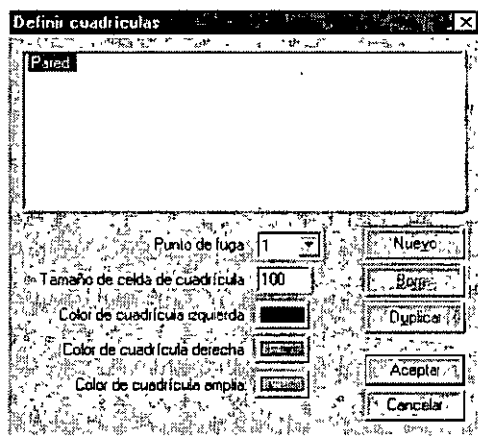 Definir cuadrículas
Pared
Punto de fuga 1
Nuevo
Tamaño de celda de cuadrícula 100
Borrar
Color de cuadrícula izquierda
Duplicar
Color de cuadrícula derecha
Color de cuadrícula amplia
Aceptar
Cancelar